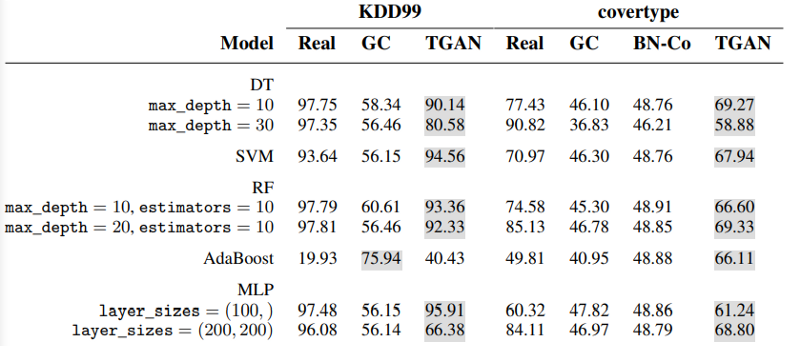 KDD99 covertype
Model Real GC TGAN Real GC BN-Co TGAN
DT
max_depth = 10 97.75 58.34 90.14 77.43 46.10 48.76 69.27
max_depth = 30 97.35 56.46 80.58 90.82 36.83 46.21 58.88
SVM 93.64 56.15 94.56 70.97 46.30 48.76 67.94
RF
max_depth = 10, estimators = 10 97.79 60.61 93.36 74.58 45.30 48.91 66.60
max_depth = 20, estimators = 10 97.81 56.46 92.33 85.13 46.78 48.85 69.33
AdaBoost 19.93 75.94 40.43 49.81 40.95 48.88 66.11
MLP
layer_sizes = (100, ) 97.48 56.15 95.91 60.32 47.82 48.86 61.24
layer_sizes = (200, 200) 96.08 56.14 66.38 84.11 46.97 48.79 68.80